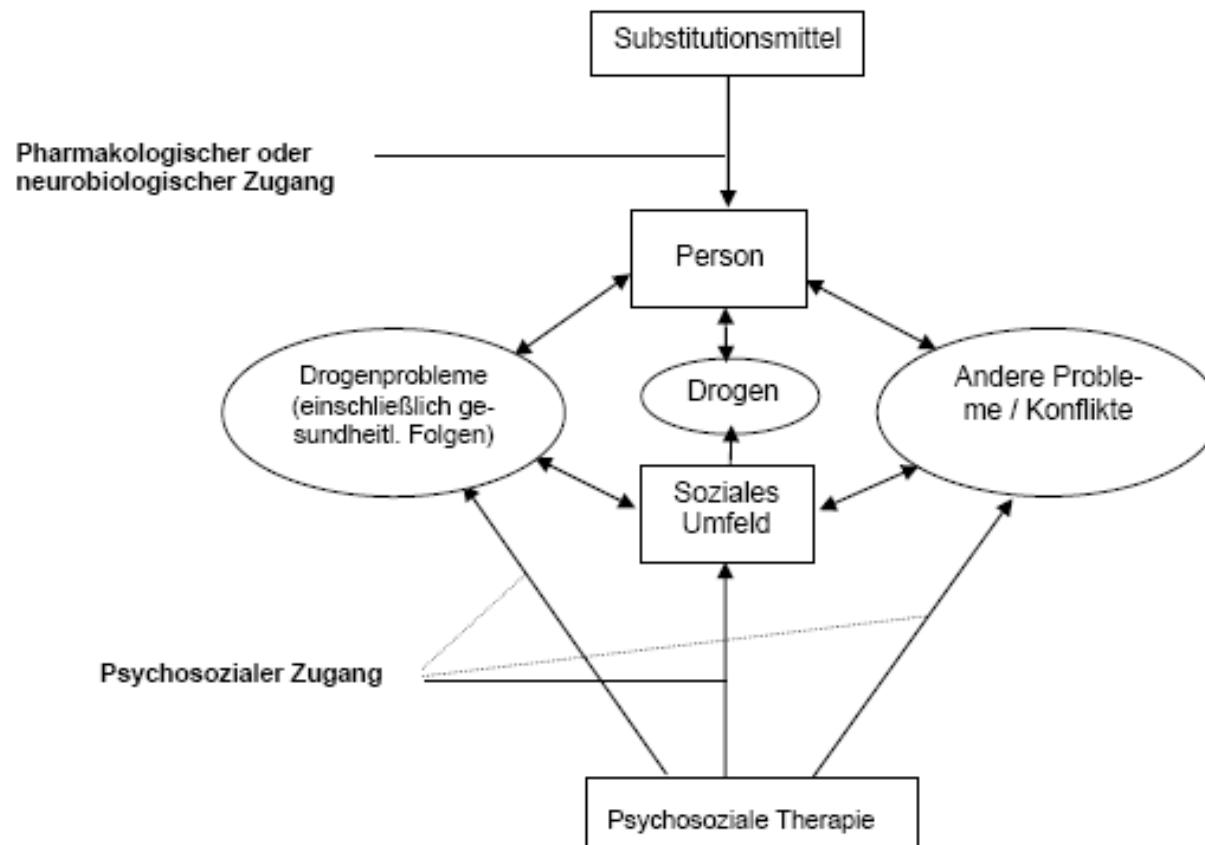 Substitutionsmittel
Pharmakologischer oder
neurobiologischer Zugang
Person
Drogenprobleme
(einschließlich ge-
sundheitl. Folgen)
Drogen
Andere Proble-
me / Konflikte
Soziales
Umfeld
Psychosozialer Zugang
Psychosoziale Therapie